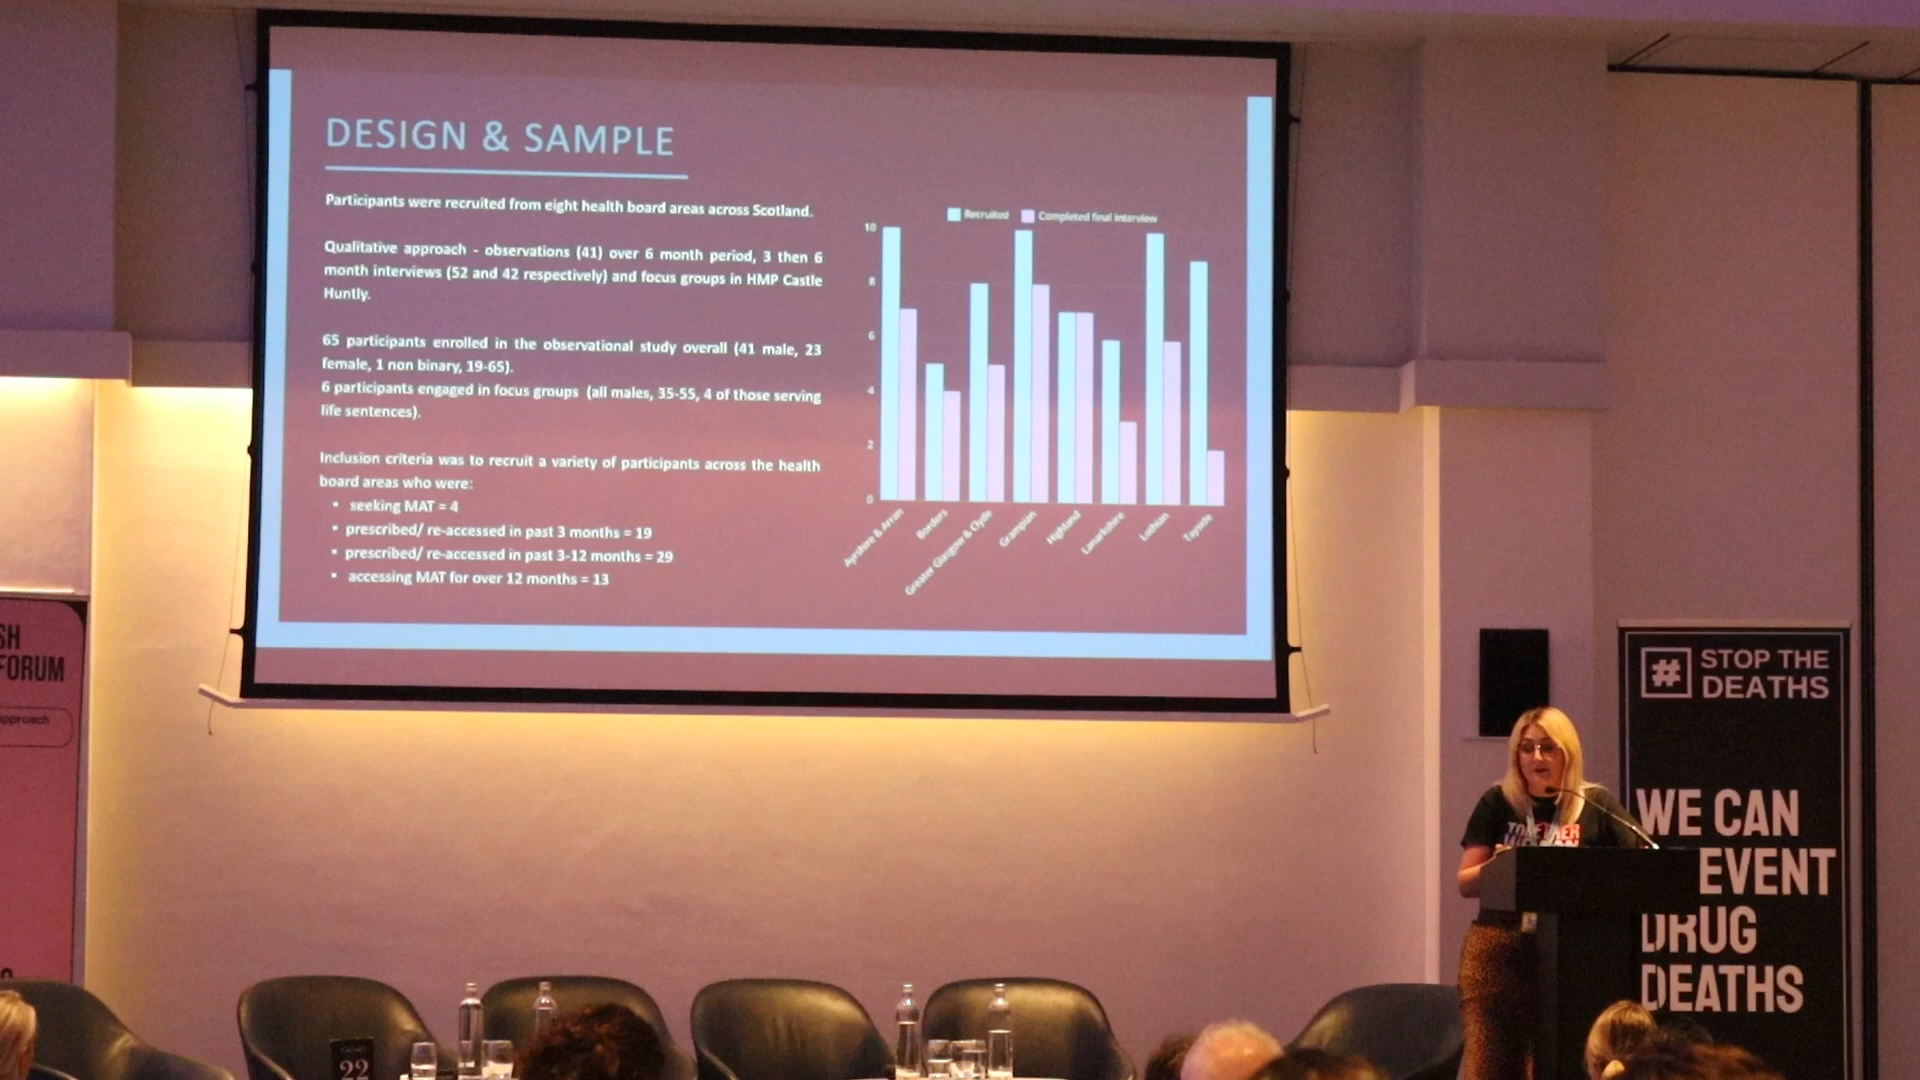 DESIGN & SAMPLE
Participants were recruited from eight health board areas across Scotland.
Qualitative approach - observations (41) over 6 month period, 3 then 6
month interviews (52 and 42 respectively) and focus groups in HMP Castle
Huntly.
65 participants enrolled in the observational study overall (41 male, 23
female, 1 non binary, 19-65).
6 participants engaged in focus groups (all males, 35-55, 4 of those serving
life sentences).
Inclusion criteria was to recruit a variety of participants across the health
board areas who were:
▪ seeking MAT = 4
▪ prescribed/ re-accessed in past 3 months = 19
▪ prescribed/ re-accessed in past 3-12 months = 29
▪ accessing MAT for over 12 months = 13
Recruited
Completed final interview
10
8
6
4
2
0
Ayrshire & Arran
Borders
Greater Glasgow & Clyde
Grampian
Highland
Lanarkshire
Lothian
Tayside
SH
FORUM
approach
# STOP THE
DEATHS
WE CAN
EVENT
DRUG
DEATHS
TOGETHER
22